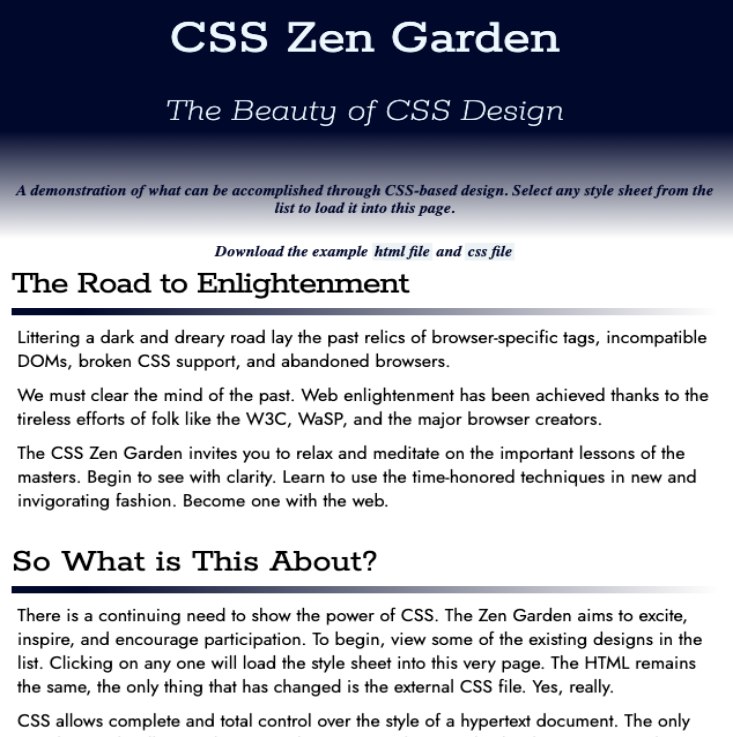 CSS Zen Garden
The Beauty of CSS Design
A demonstration of what can be accomplished through CSS-based design. Select any style sheet from the
list to load it into this page.
Download the example html file and css file
The Road to Enlightenment
Littering a dark and dreary road lay the past relics of browser-specific tags, incompatible
DOMs, broken CSS support, and abandoned browsers.
We must clear the mind of the past. Web enlightenment has been achieved thanks to the
tireless efforts of folk like the W3C, WaSP, and the major browser creators.
The CSS Zen Garden invites you to relax and meditate on the important lessons of the
masters. Begin to see with clarity. Learn to use the time-honored techniques in new and
invigorating fashion. Become one with the web.
So What is This About?
There is a continuing need to show the power of CSS. The Zen Garden aims to excite,
inspire, and encourage participation. To begin, view some of the existing designs in the
list. Clicking on any one will load the style sheet into this very page. The HTML remains
the same, the only thing that has changed is the external CSS file. Yes, really.
CSS allows complete and total control over the style of a hypertext document. The only